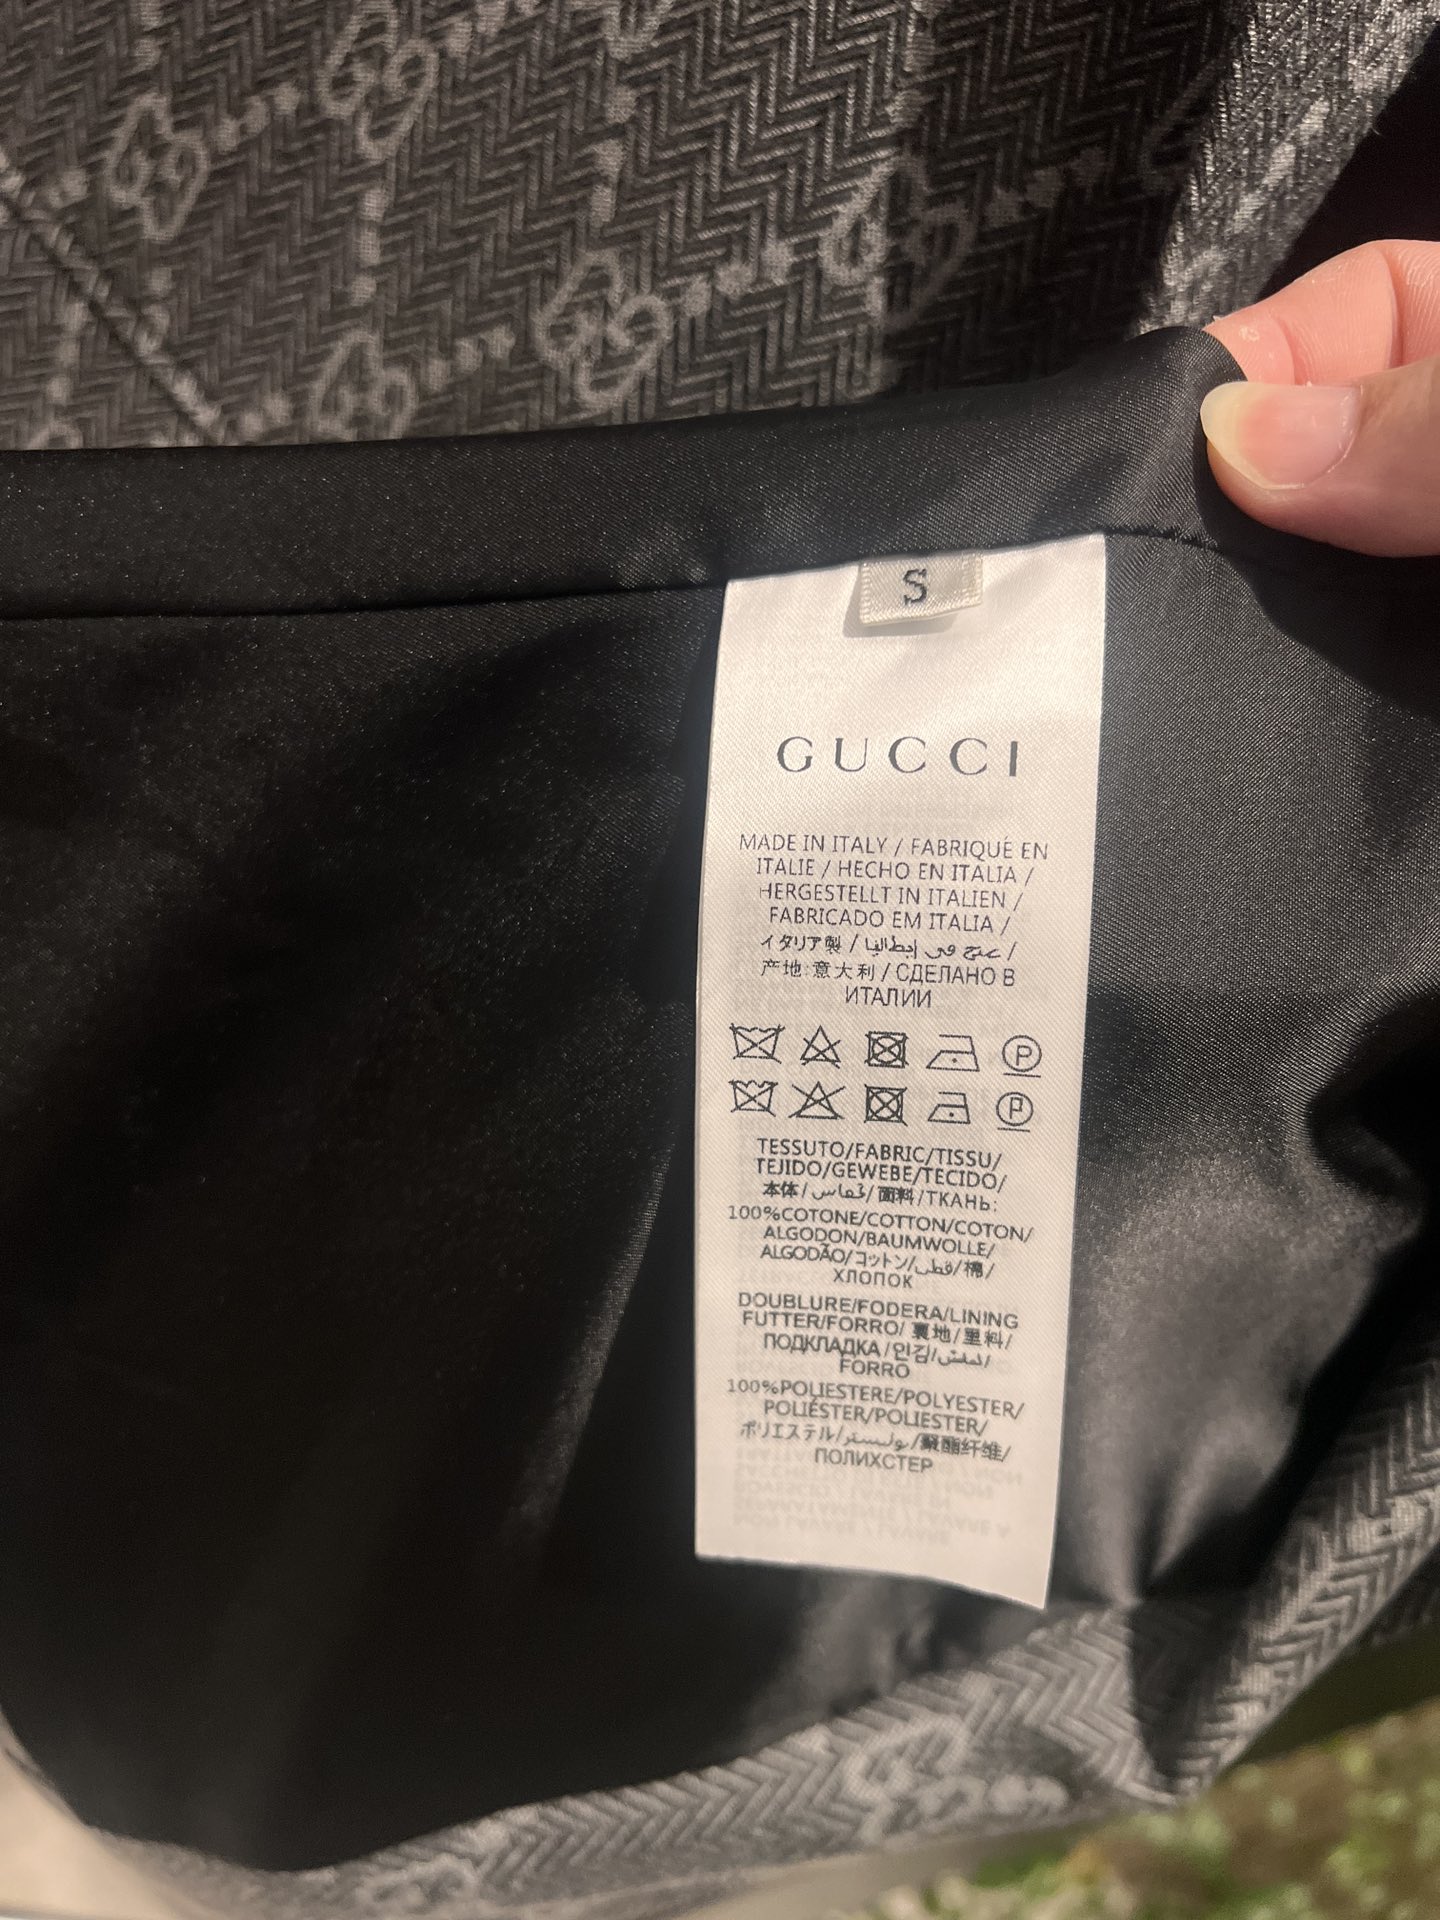 S
GUCCI
MADE IN ITALY / FABRIQUÉ EN
ITALIE / HECHO EN ITALIA /
HERGESTELLT IN ITALIEN /
FABRICADO EM ITALIA /
イタリア製 / صنع في إيطاليا /
产地:意大利 / СДЕЛАНО В
ИТАЛИИ
P
P
TESSUTO/FABRIC/TISSU/
TEJIDO/GEWEBE/TECIDO/
本体/قماش/面料/ТКАНЬ:
100%COTONE/COTTON/COTON/
ALGODON/BAUMWOLLE/
ALGODÃO/コットン/قطن/棉/
ХЛОПОК
DOUBLURE/FODERA/LINING
FUTTER/FORRO/ 裏地/里料/
ПОДКЛАДКА/안감/
FORRO
100%POLIESTERE/POLYESTER/
POLIÉSTER/POLIESTER/
ポリエステル/بوليستر/聚酯纤维/
ПОЛИХСТЕР